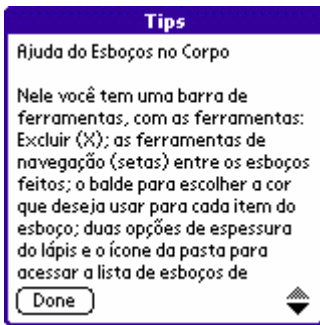 Tips
Ajuda do Esboços no Corpo
Nele você tem uma barra de
ferramentas, com as ferramentas:
Excluir (X); as ferramentas de
navegação (setas) entre os esboços
feitos; o balde para escolher a cor
que deseja usar para cada item do
esboço; duas opções de espessura
do lápis e o ícone da pasta para
acessar a lista de esboços de
Done